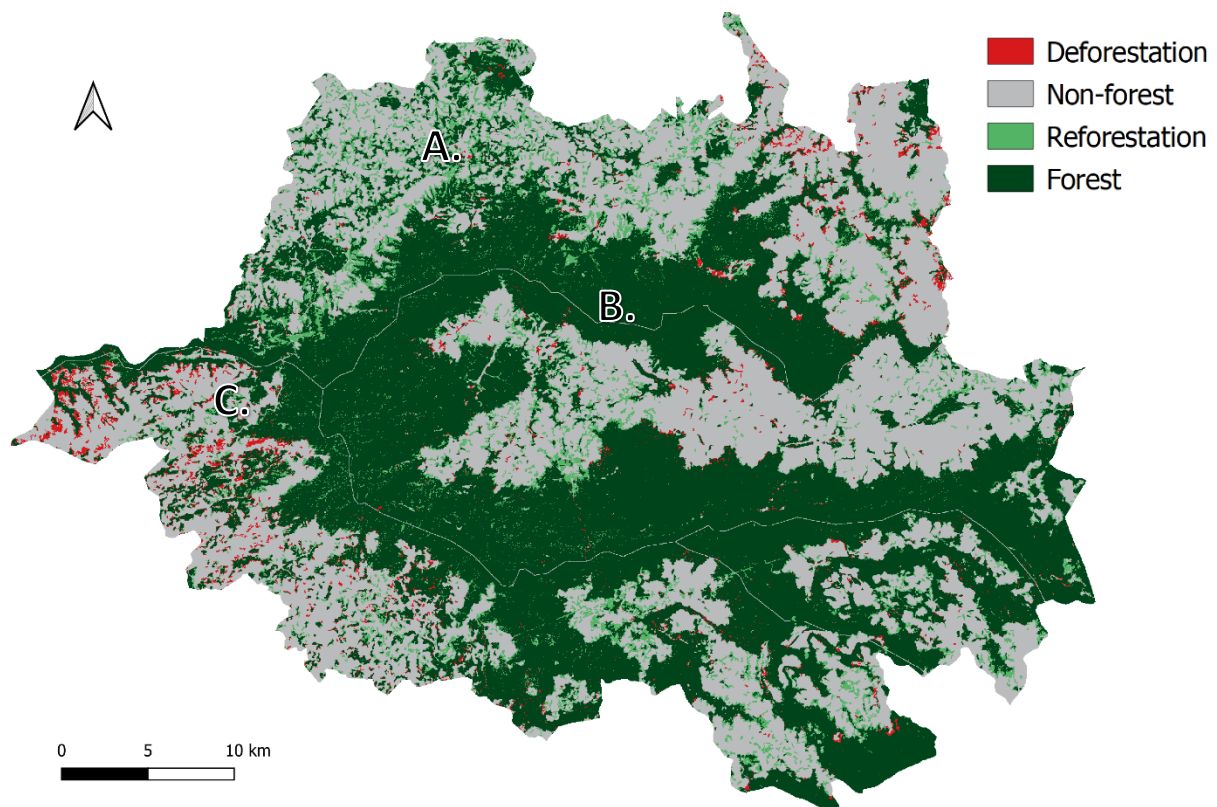 Deforestation
Non-forest
Reforestation
Forest
A.
B.
C.
0 5 10 km